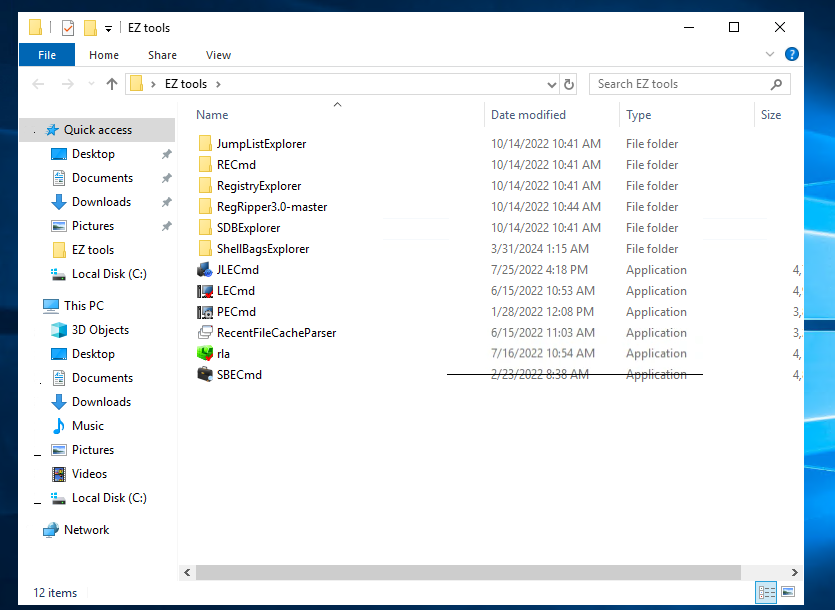 EZ tools
File Home Share View
EZ tools Search EZ tools
Name Date modified Type Size
Quick access
Desktop
Documents
Downloads
Pictures
EZ tools
Local Disk (C:)
This PC
3D Objects
Desktop
Documents
Downloads
Music
Pictures
Videos
Local Disk (C:)
Network
JumpListExplorer 10/14/2022 10:41 AM File folder
RECmd 10/14/2022 10:41 AM File folder
RegistryExplorer 10/14/2022 10:41 AM File folder
RegRipper3.0-master 10/14/2022 10:44 AM File folder
SDBExplorer 10/14/2022 10:41 AM File folder
ShellBagsExplorer 3/31/2024 1:15 AM File folder
JLECmd 7/25/2022 4:18 PM Application 4,
LECmd 6/15/2022 10:53 AM Application 4,
PECmd 1/28/2022 12:08 PM Application 3,
RecentFileCacheParser 6/15/2022 11:03 AM Application 3,
rla 7/16/2022 10:54 AM Application 4,
SBECmd 2/23/2022 8:38 AM Application 4,
12 items